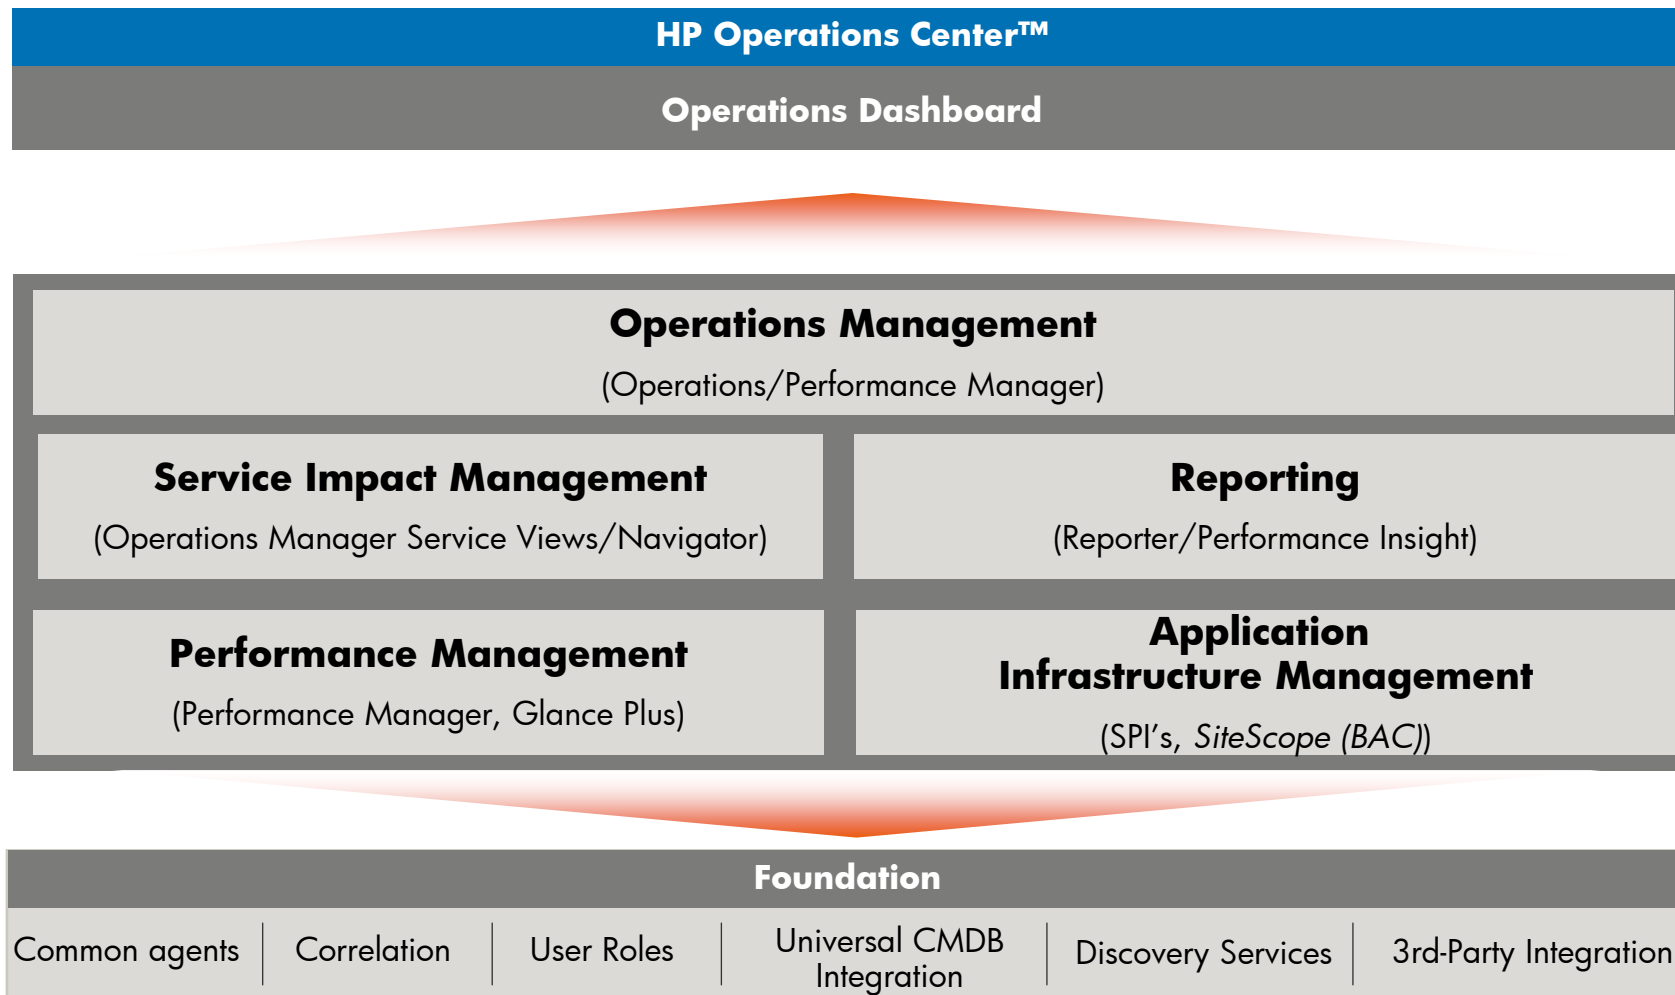 HP Operations Center™
Operations Dashboard
Operations Management
(Operations/Performance Manager)
Service Impact Management
(Operations Manager Service Views/Navigator)
Reporting
(Reporter/Performance Insight)
Performance Management
(Performance Manager, Glance Plus)
Application
Infrastructure Management
(SPI's, SiteScope (BAC))
Foundation
Common agents
Correlation
User Roles
Universal CMDB
Integration
Discovery Services
3rd-Party Integration